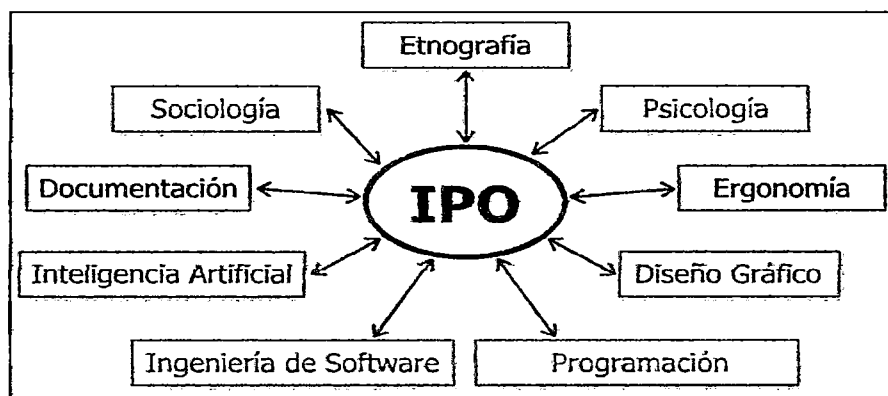 Etnografía
Sociología
Psicología
Documentación
IPO
Ergonomía
Inteligencia Artificial
Diseño Gráfico
Ingeniería de Software
Programación